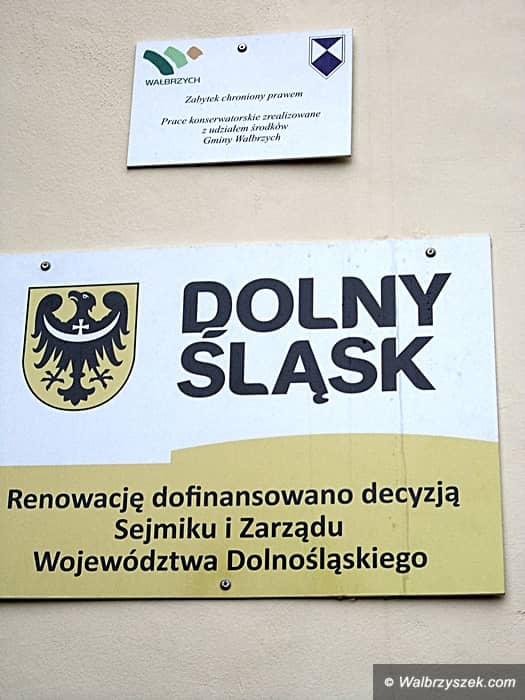 WAŁBRZYCH
Zabytek chroniony prawem
Prace konserwatorskie zrealizowane
z udziałem środków
Gminy Wałbrzych
DOLNY
ŚLĄSK
Renowację dofinansowano decyzją
Sejmiku i Zarządu
Województwa Dolnośląskiego
© Walbrzyszek.com